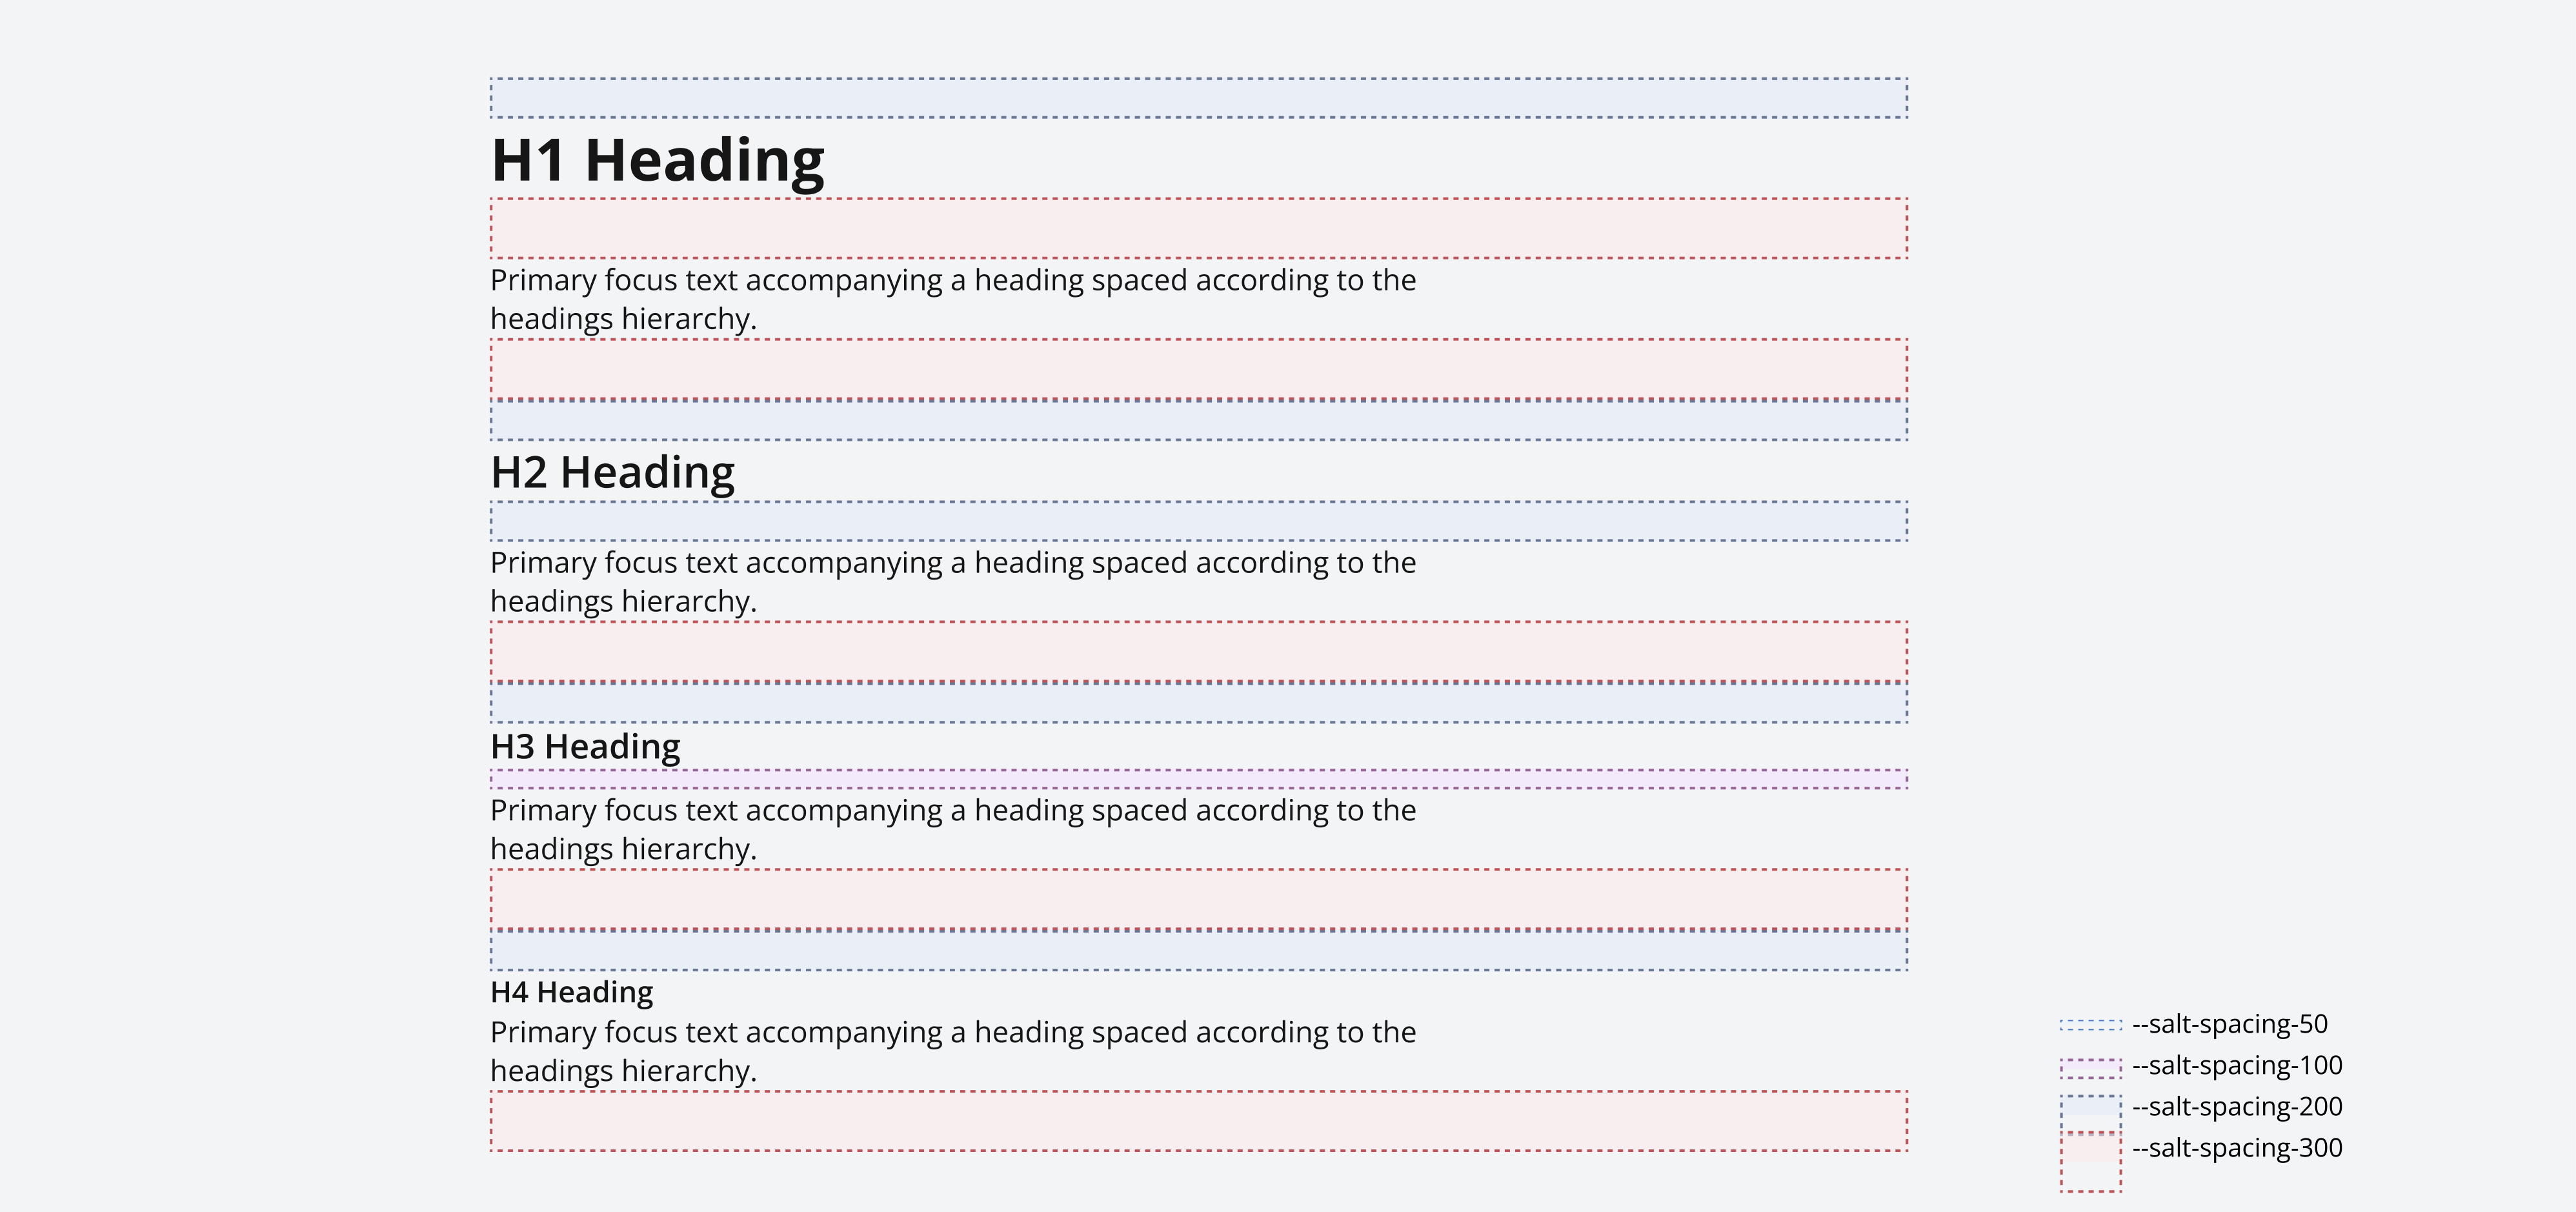 H1 Heading
Primary focus text accompanying a heading spaced according to the
headings hierarchy.
H2 Heading
Primary focus text accompanying a heading spaced according to the
headings hierarchy.
H3 Heading
Primary focus text accompanying a heading spaced according to the
headings hierarchy.
H4 Heading
Primary focus text accompanying a heading spaced according to the
headings hierarchy.
--salt-spacing-50
--salt-spacing-100
--salt-spacing-200
--salt-spacing-300